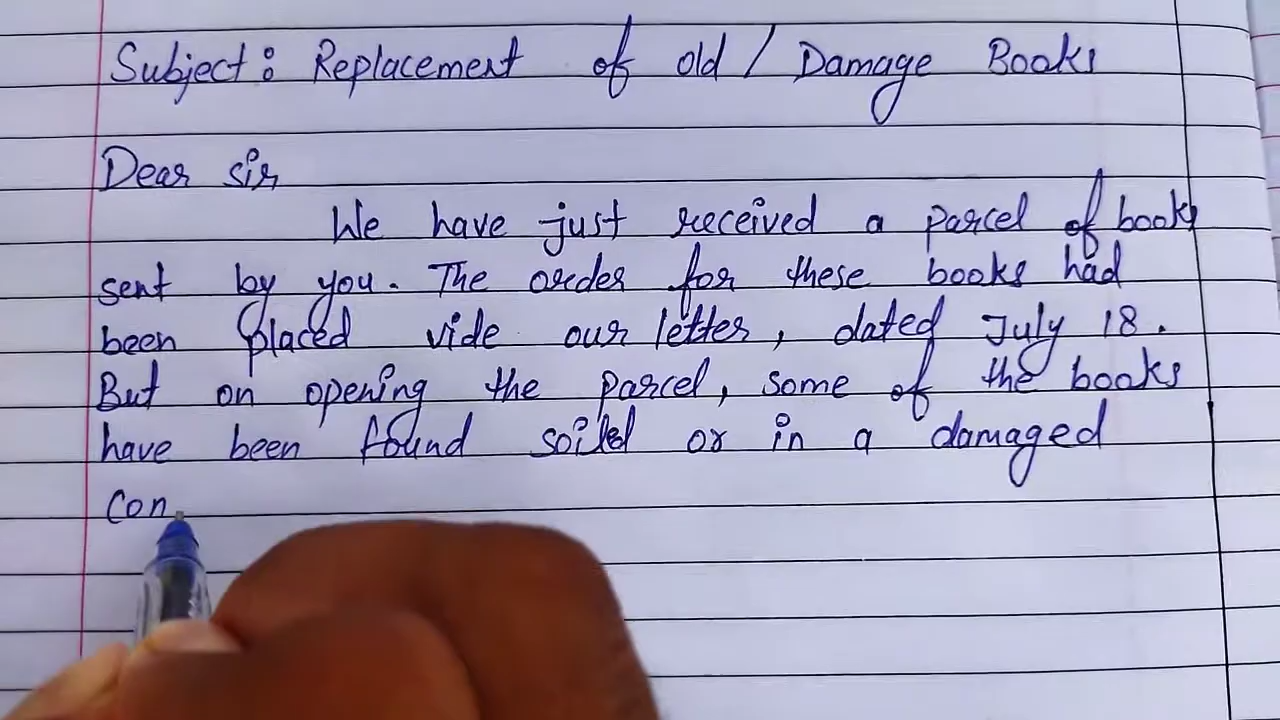 Subject: Replacement of old / Damage Books
Dear sir
We have just received a parcel of books
sent by you. The order for these books had
been placed vide our letter, dated July 18.
But on opening the parcel, some of the books
have been found soiled or in a damaged
Con